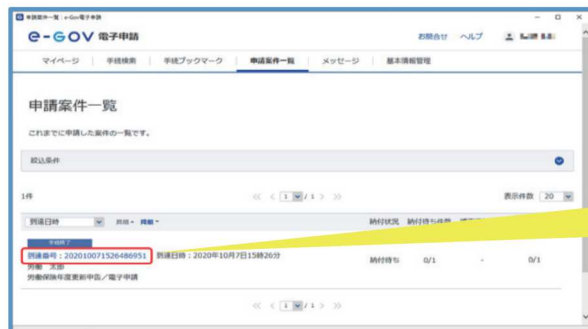 申請案件一覧 : e-Gov電子申請
e-GOV 電子申請
お問合せ ヘルプ
マイページ 手続検索 手続ブックマーク 申請案件一覧 メッセージ 基本情報管理
申請案件一覧
これまでに申請した案件の一覧です。
絞込条件
1件
1 / 1
表示件数 20
到達日時 昇順 降順
納付状況 納付待ち件数
手続終了
到達番号：202010071526486951 到達日時：2020年10月7日15時26分
労働 太郎
労働保険年度更新申告／電子申請
納付待ち 0/1 - 0/1
1 / 1